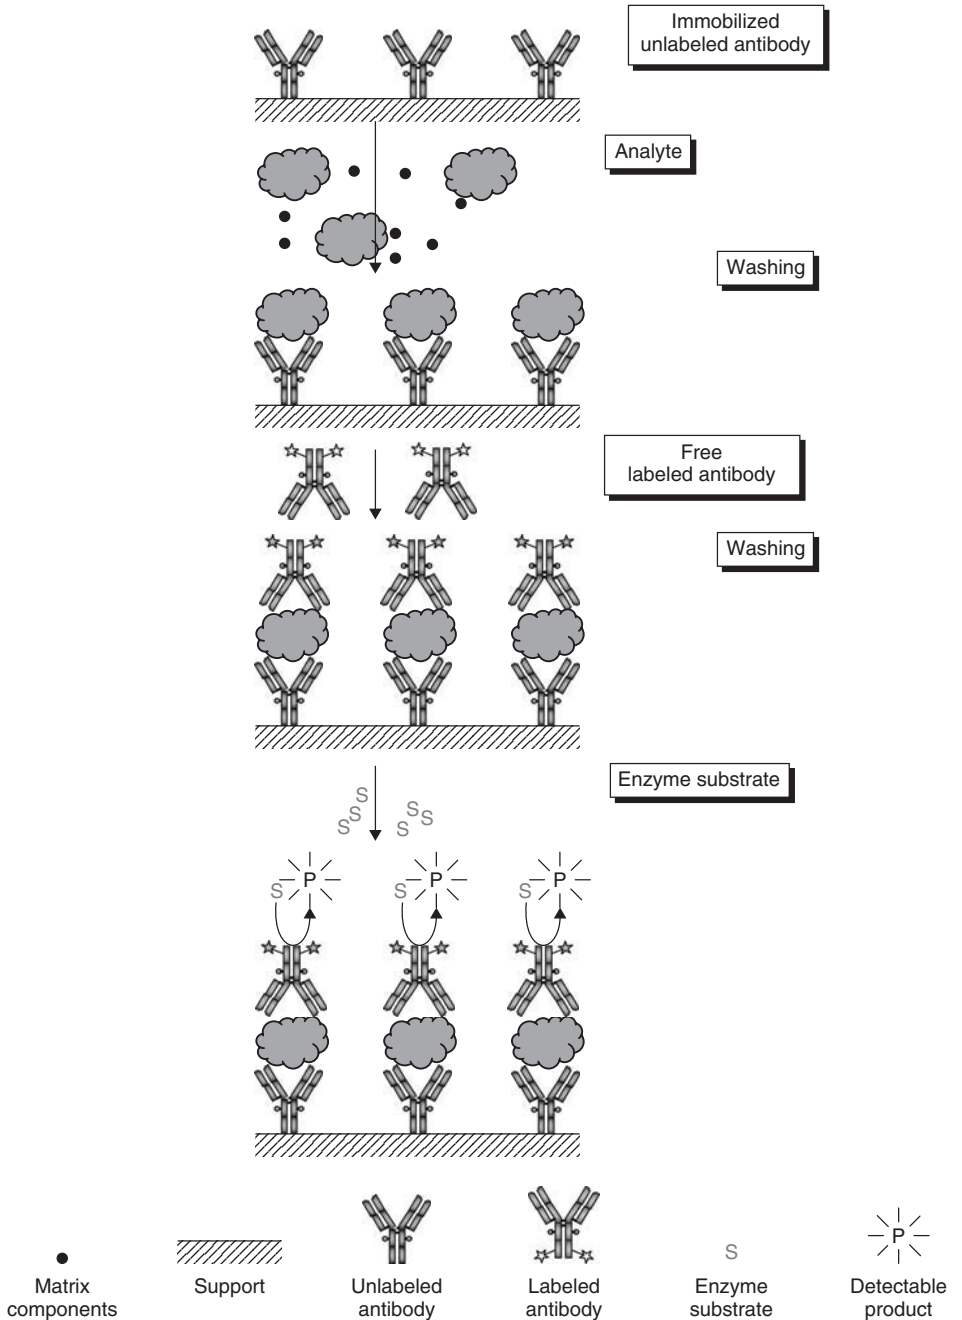 Immobilized
unlabeled antibody
Analyte
Washing
Free
labeled antibody
Washing
Enzyme substrate
S
S
S
S
S
S
S P
S P
S P
P
S
Matrix
components
Support
Unlabeled
antibody
Labeled
antibody
Enzyme
substrate
Detectable
product